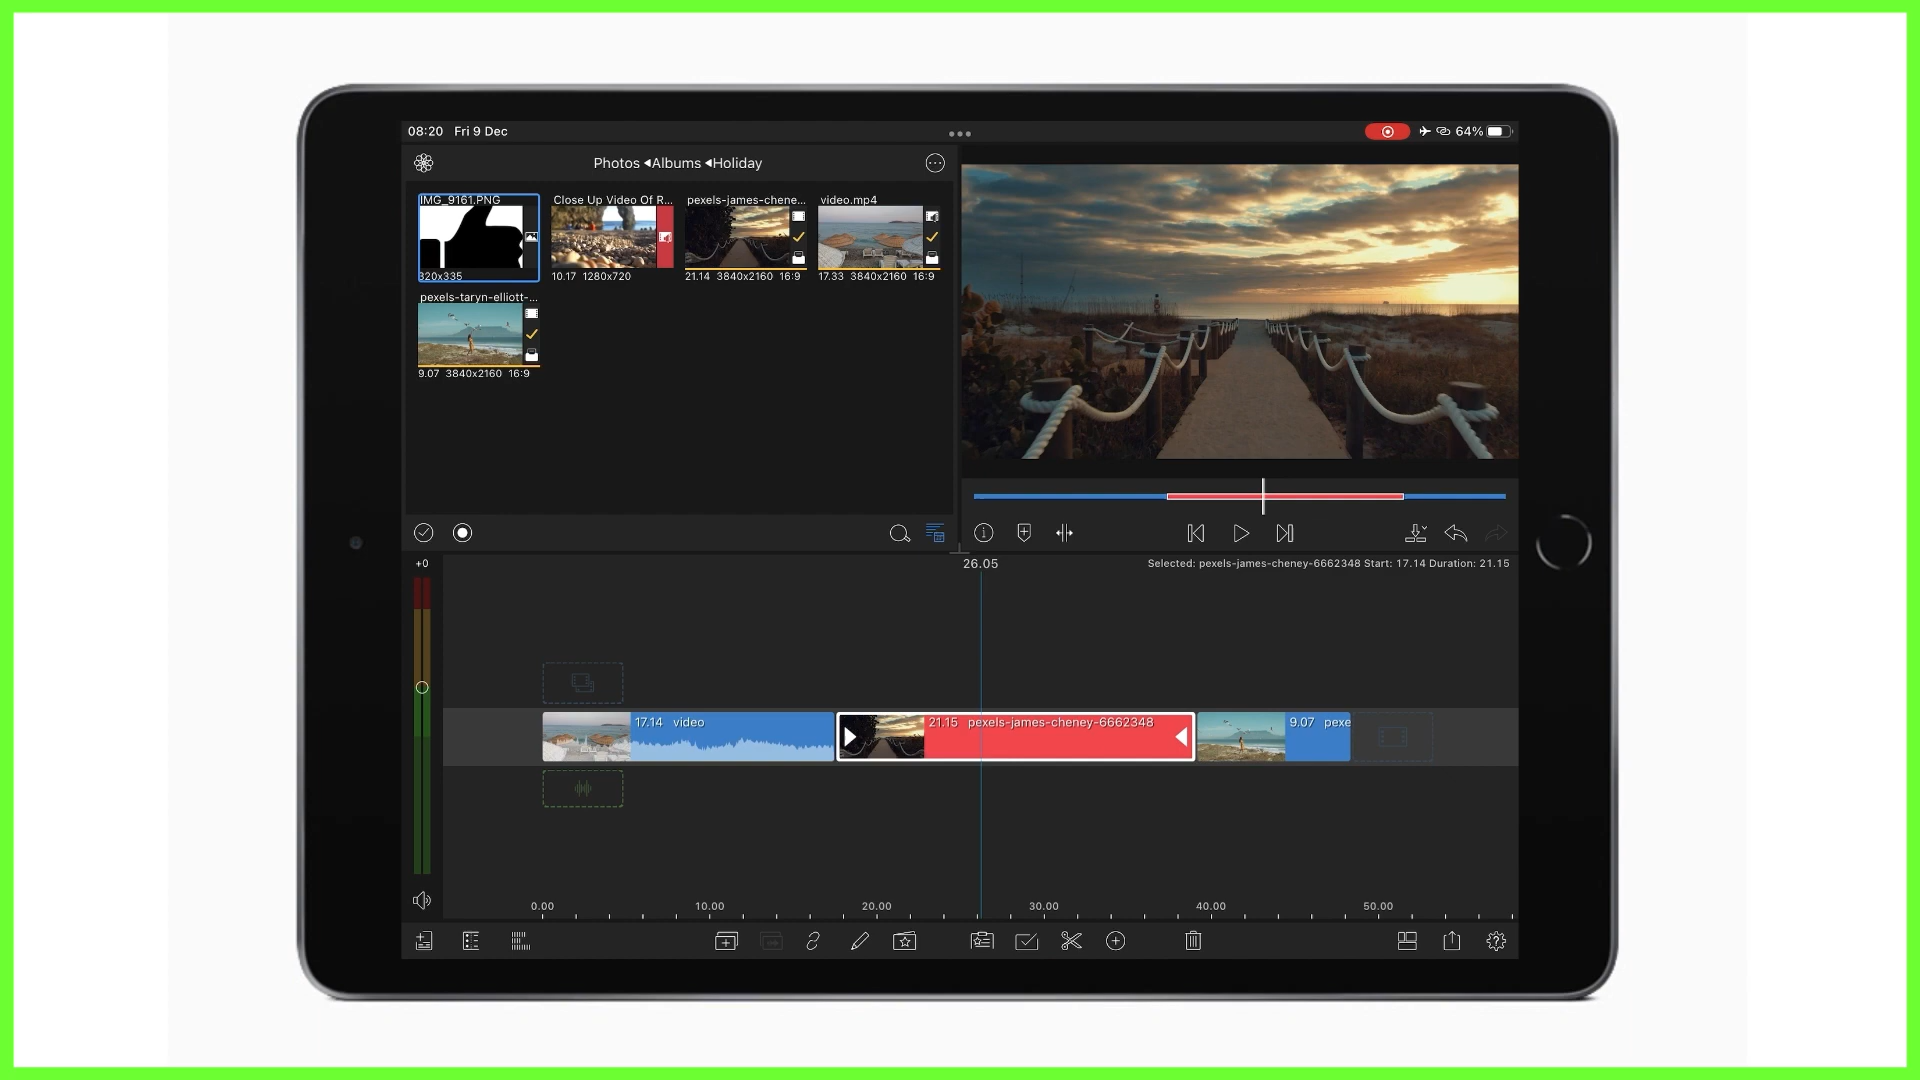 08:20 Fri 9 Dec
64%
Photos ◀Albums ◀Holiday
IMG_9161.PNG
320x335
Close Up Video Of R...
10.17 1280x720
pexels-james-chene...
21.14 3840x2160 16:9
video.mp4
17.33 3840x2160 16:9
pexels-taryn-elliott-...
9.07 3840x2160 16:9
+0
26.05
Selected: pexels-james-cheney-6662348 Start: 17.14 Duration: 21.15
17.14 video
21.15 pexels-james-cheney-6662348
9.07 pexe
0.00 10.00 20.00 30.00 40.00 50.00